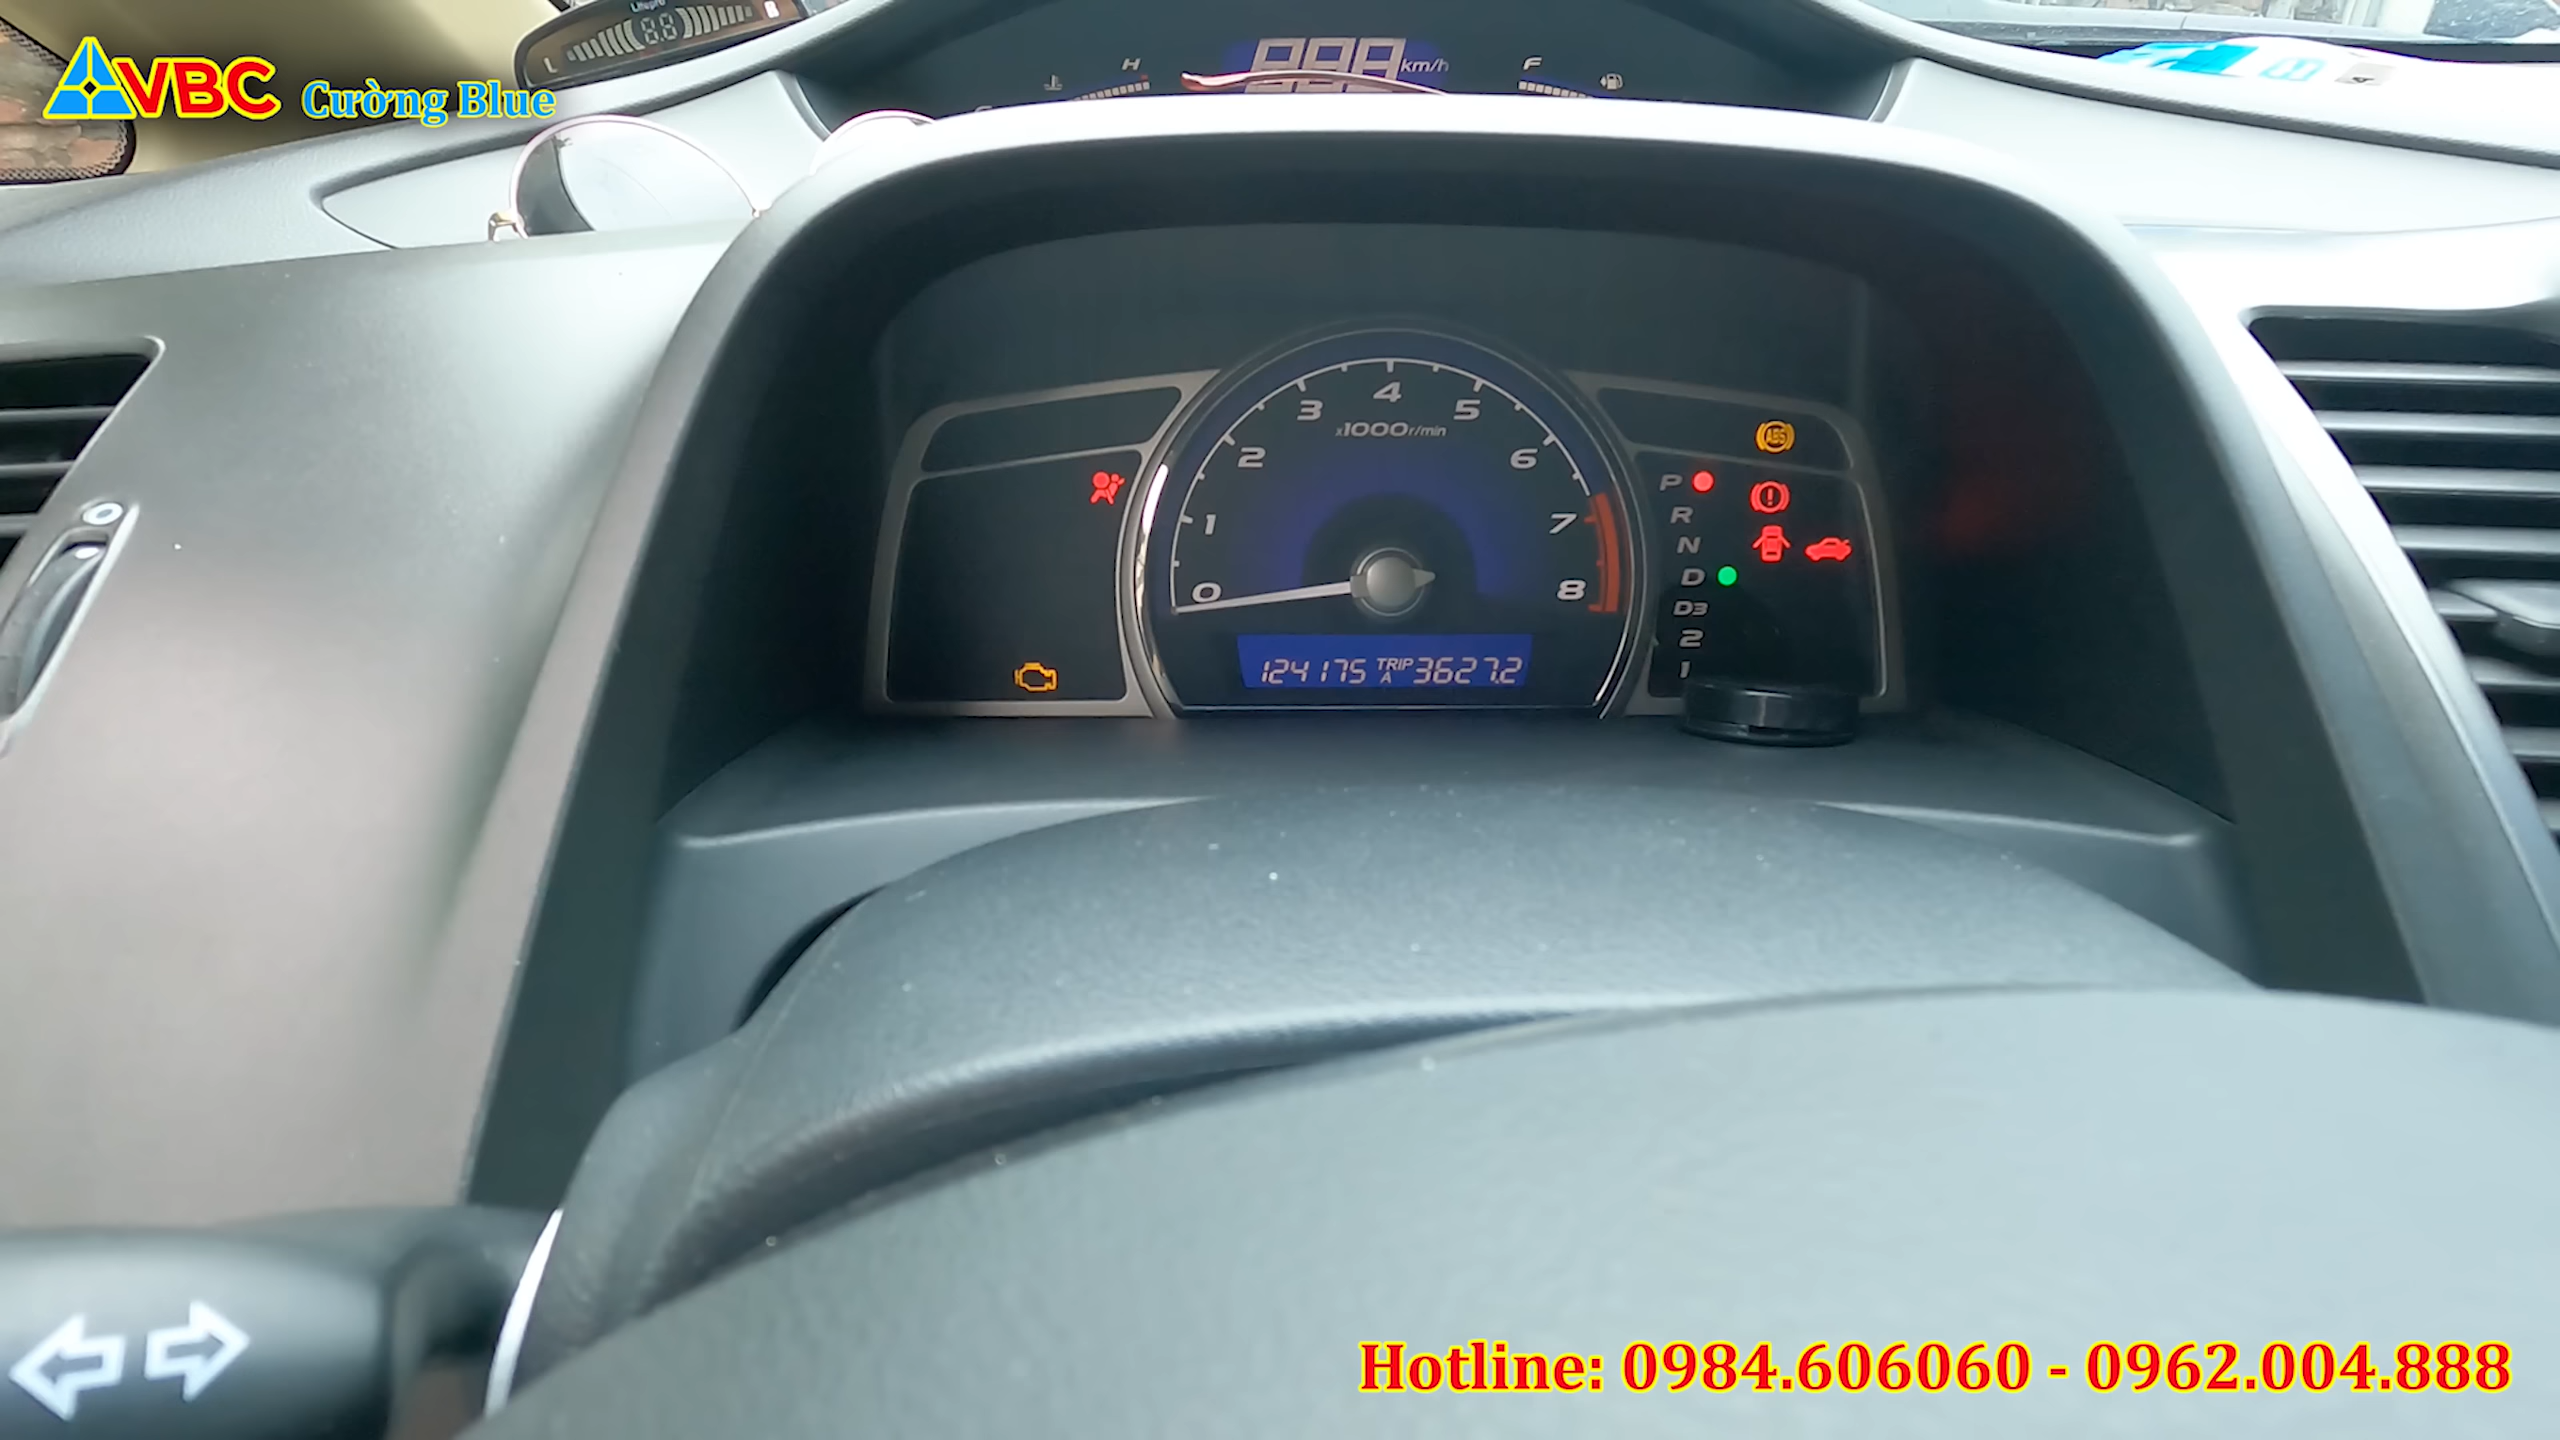 VBC Cường Blue
L R
H km/h F
4
3 5
x1000r/min
2 6
1 7
0 8
124175 TRIP A 3627.2
ABS
P
R
N
D
D3
2
1
Hotline: 0984.606060 - 0962.004.888